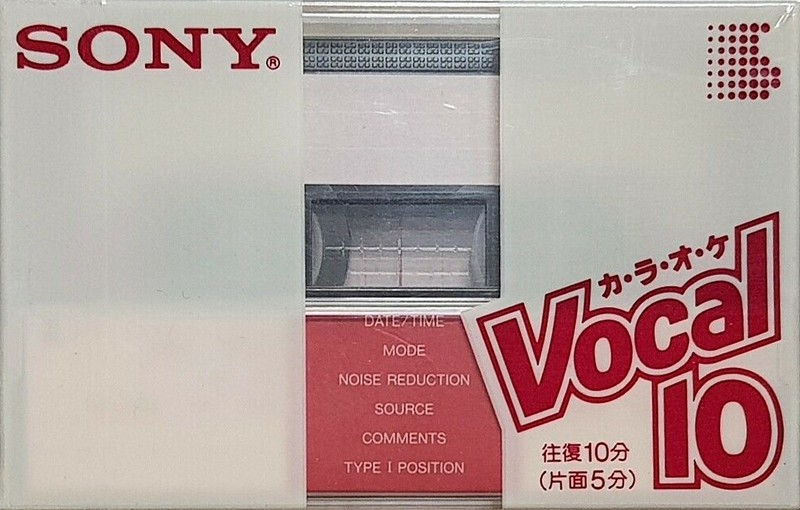 SONY®
カ・ラ・オ・ケ
Vocal
10
往復10分
(片面5分)
DATE/TIME
MODE
NOISE REDUCTION
SOURCE
COMMENTS
TYPE I POSITION